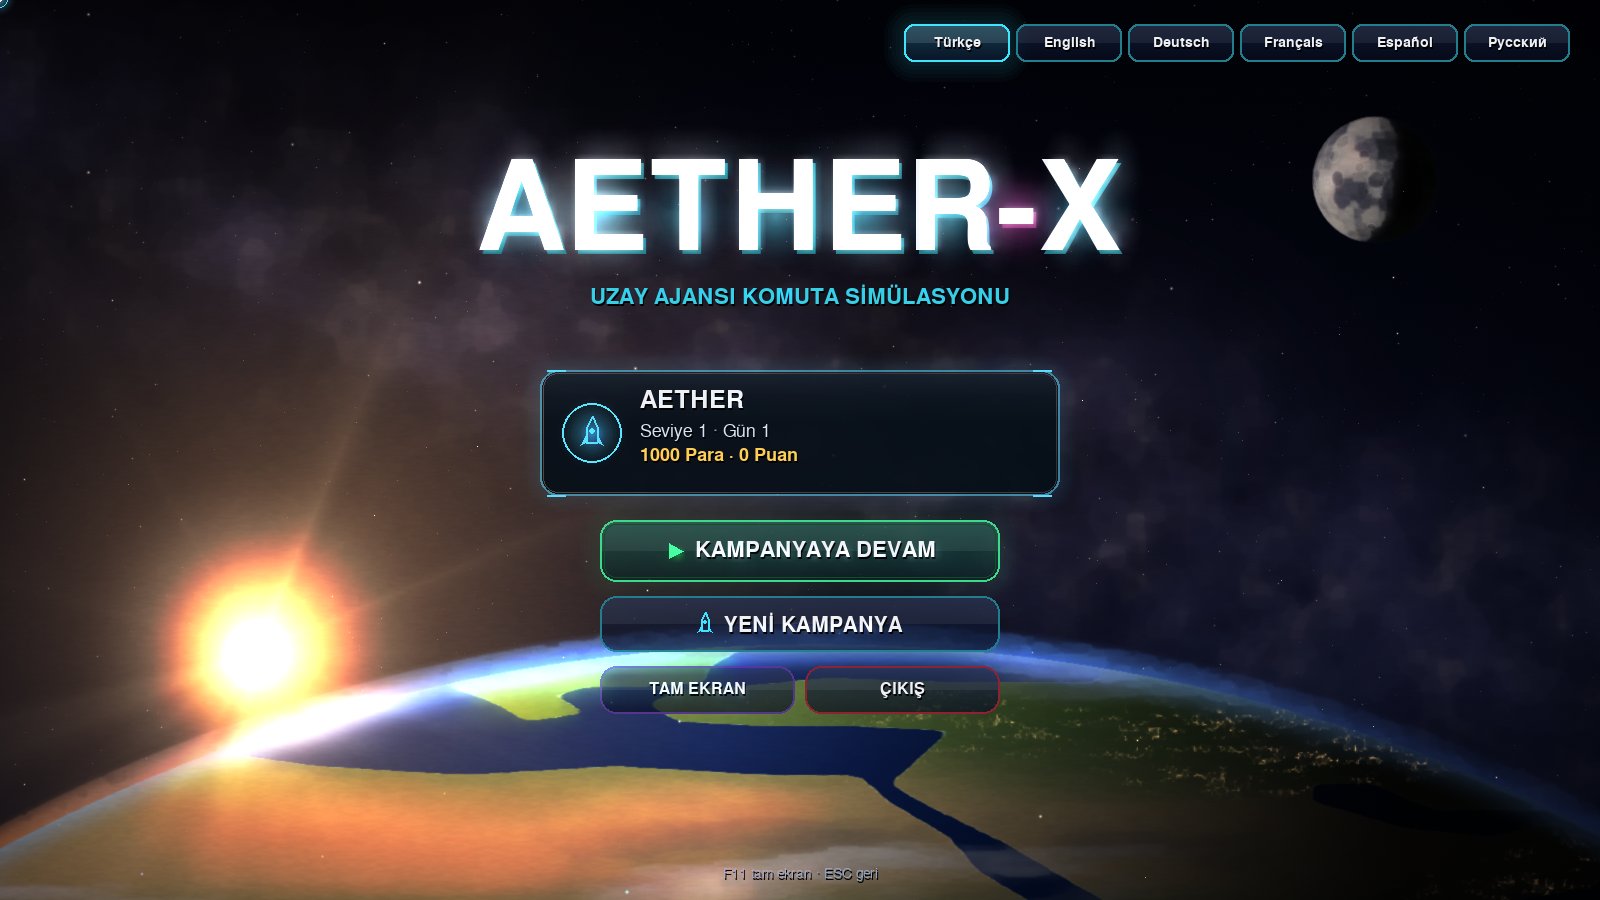 Türkçe English Deutsch Français Español Русский
AETHER-X
UZAY AJANSI KOMUTA SİMÜLASYONU
AETHER
Seviye 1 · Gün 1
1000 Para · 0 Puan
KAMPANYAYA DEVAM
YENİ KAMPANYA
TAM EKRAN ÇIKIŞ
F11 tam ekran · ESC geri